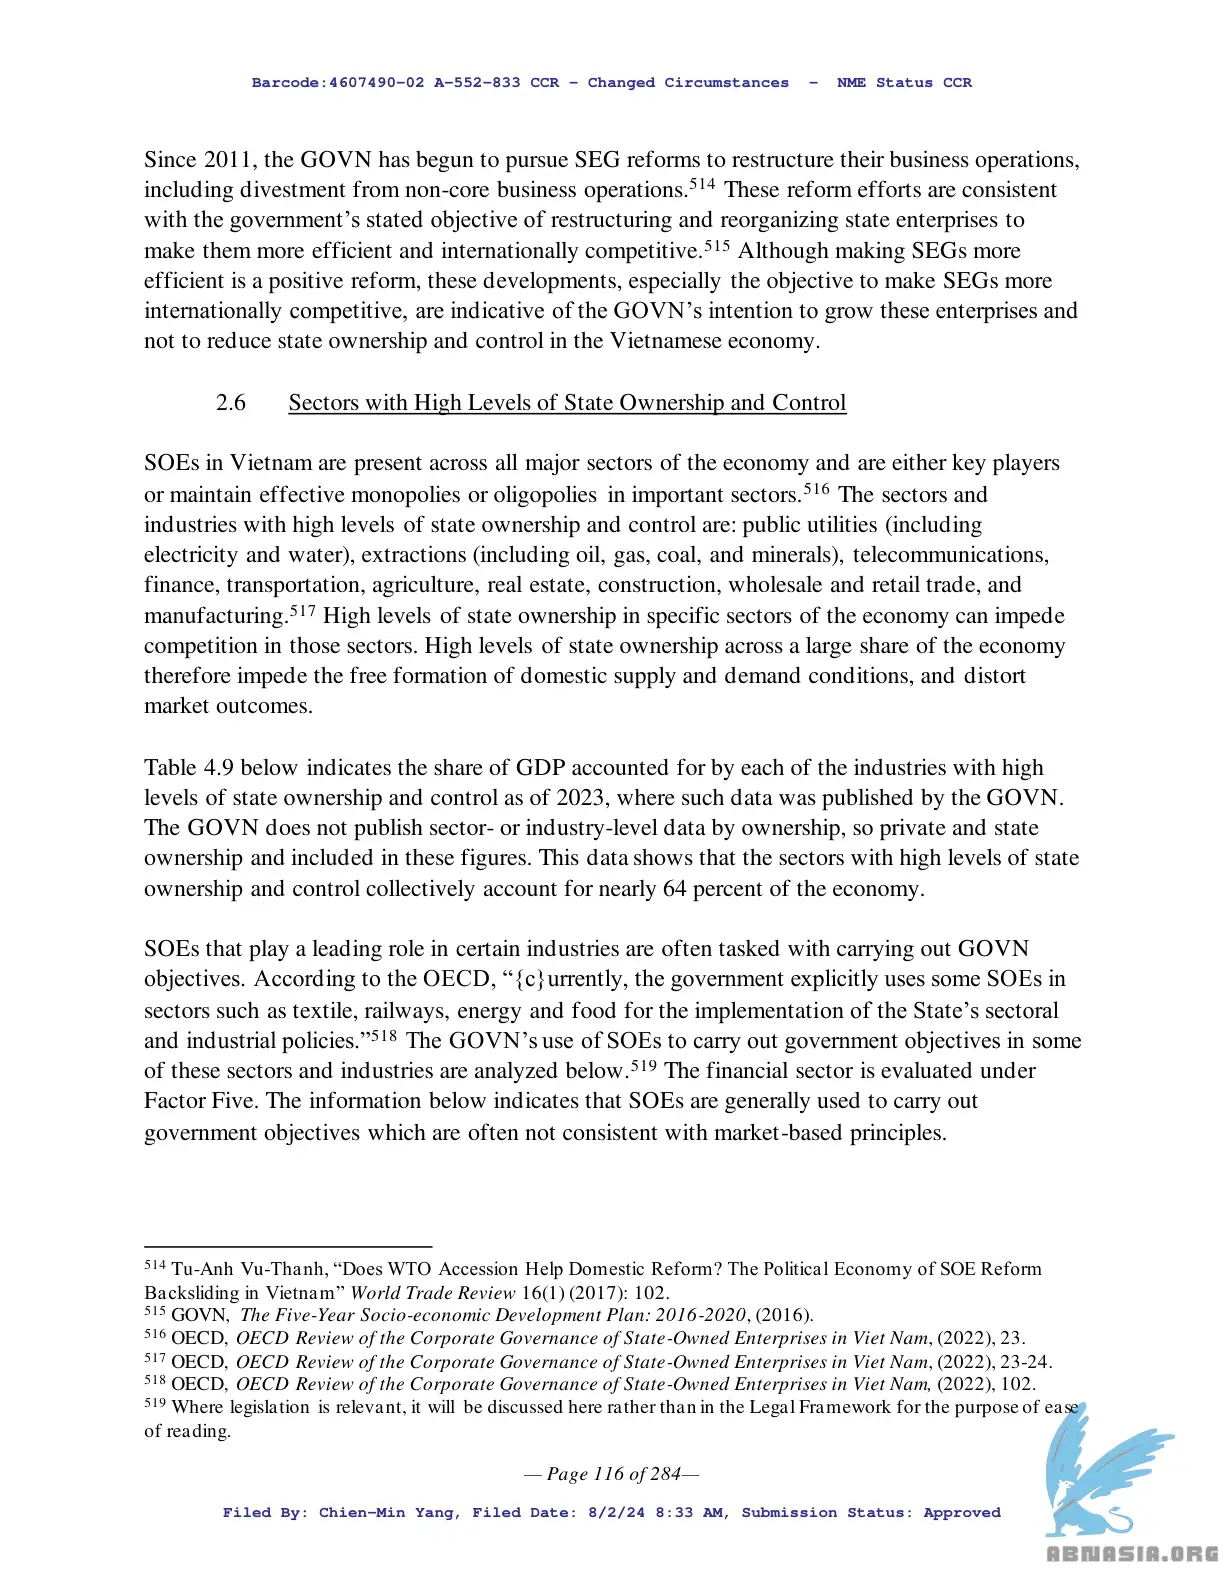 Barcode:4607490-02 A-552-833 CCR - Changed Circumstances - NME Status CCR
Since 2011, the GOVN has begun to pursue SEG reforms to restructure their business operations,
including divestment from non-core business operations.514 These reform efforts are consistent
with the government’s stated objective of restructuring and reorganizing state enterprises to
make them more efficient and internationally competitive.515 Although making SEGs more
efficient is a positive reform, these developments, especially the objective to make SEGs more
internationally competitive, are indicative of the GOVN’s intention to grow these enterprises and
not to reduce state ownership and control in the Vietnamese economy.
2.6 Sectors with High Levels of State Ownership and Control
SOEs in Vietnam are present across all major sectors of the economy and are either key players
or maintain effective monopolies or oligopolies in important sectors.516 The sectors and
industries with high levels of state ownership and control are: public utilities (including
electricity and water), extractions (including oil, gas, coal, and minerals), telecommunications,
finance, transportation, agriculture, real estate, construction, wholesale and retail trade, and
manufacturing.517 High levels of state ownership in specific sectors of the economy can impede
competition in those sectors. High levels of state ownership across a large share of the economy
therefore impede the free formation of domestic supply and demand conditions, and distort
market outcomes.
Table 4.9 below indicates the share of GDP accounted for by each of the industries with high
levels of state ownership and control as of 2023, where such data was published by the GOVN.
The GOVN does not publish sector- or industry-level data by ownership, so private and state
ownership and included in these figures. This data shows that the sectors with high levels of state
ownership and control collectively account for nearly 64 percent of the economy.
SOEs that play a leading role in certain industries are often tasked with carrying out GOVN
objectives. According to the OECD, “{c}urrently, the government explicitly uses some SOEs in
sectors such as textile, railways, energy and food for the implementation of the State’s sectoral
and industrial policies.”518 The GOVN’s use of SOEs to carry out government objectives in some
of these sectors and industries are analyzed below.519 The financial sector is evaluated under
Factor Five. The information below indicates that SOEs are generally used to carry out
government objectives which are often not consistent with market-based principles.
514 Tu-Anh Vu-Thanh, “Does WTO Accession Help Domestic Reform? The Political Economy of SOE Reform
Backsliding in Vietnam” World Trade Review 16(1) (2017): 102.
515 GOVN, The Five-Year Socio-economic Development Plan: 2016-2020, (2016).
516 OECD, OECD Review of the Corporate Governance of State-Owned Enterprises in Viet Nam, (2022), 23.
517 OECD, OECD Review of the Corporate Governance of State-Owned Enterprises in Viet Nam, (2022), 23-24.
518 OECD, OECD Review of the Corporate Governance of State-Owned Enterprises in Viet Nam, (2022), 102.
519 Where legislation is relevant, it will be discussed here rather than in the Legal Framework for the purpose of ease
of reading.
— Page 116 of 284—
Filed By: Chien-Min Yang, Filed Date: 8/2/24 8:33 AM, Submission Status: Approved
ABNASIA.ORG